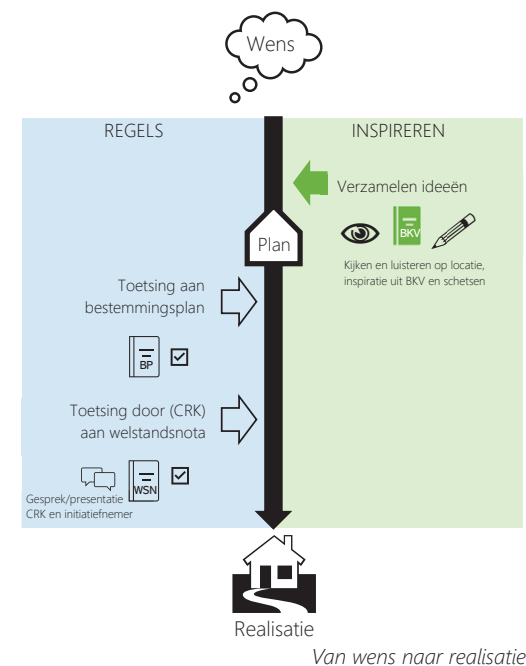 Wens
REGELS
INSPIREREN
Verzamelen ideeën
BKV
Kijken en luisteren op locatie,
inspiratie uit BKV en schetsen
Plan
Toetsing aan
bestemmingsplan
BP
Toetsing door (CRK)
aan welstandsnota
WSN
Gesprek/presentatie
CRK en initiatiefnemer
Realisatie
Van wens naar realisatie